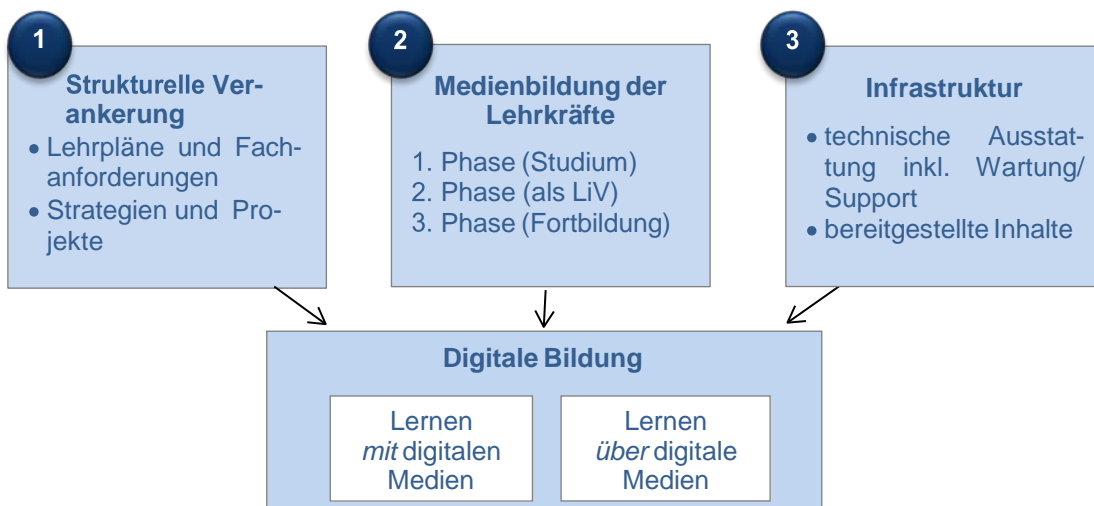 1
Strukturelle Ver-
ankerung
• Lehrpläne und Fach-
anforderungen
• Strategien und Pro-
jekte
2
Medienbildung der
Lehrkräfte
1. Phase (Studium)
2. Phase (als LiV)
3. Phase (Fortbildung)
3
Infrastruktur
• technische Ausstat-
tung inkl. Wartung/
Support
• bereitgestellte Inhalte
Digitale Bildung
Lernen
mit digitalen
Medien
Lernen
über digitale
Medien